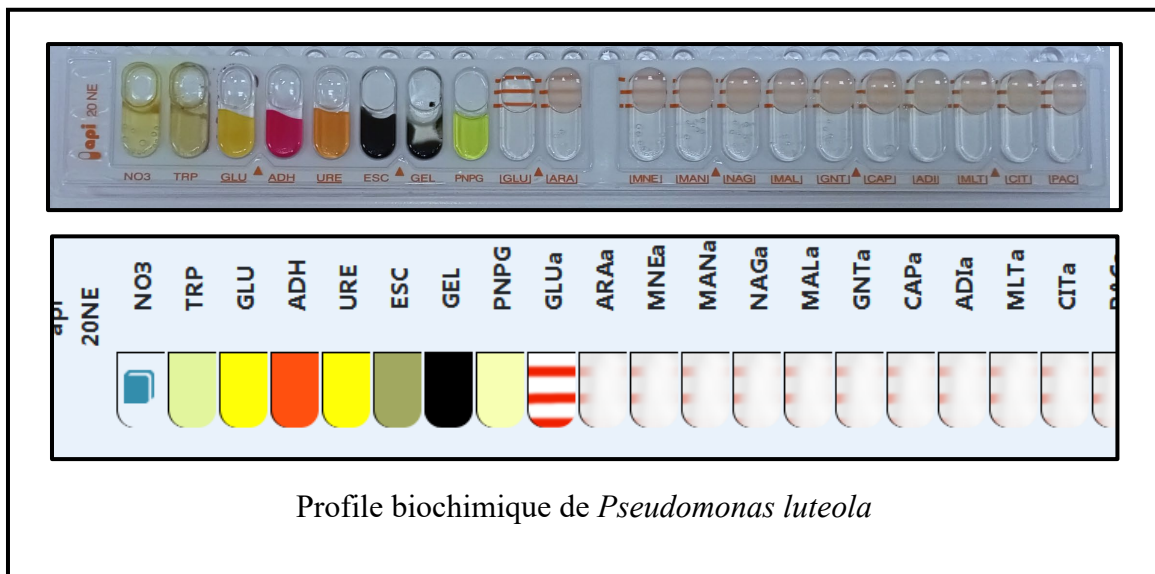 api 20 NE
NO3 TRP GLU ADH URE ESC GEL PNPG |GLU| |ARA| |MNE| |MAN| |NAG| |MAL| |GNT| |CAP| |ADI| |MLT| |CIT| |PAC|
api
20NE
NO3
TRP
GLU
ADH
URE
ESC
GEL
PNPG
GLUa
ARAa
MNEa
MANa
NAGa
MALa
GNTa
CAPa
ADIa
MLTa
CITa
Profile biochimique de Pseudomonas luteola